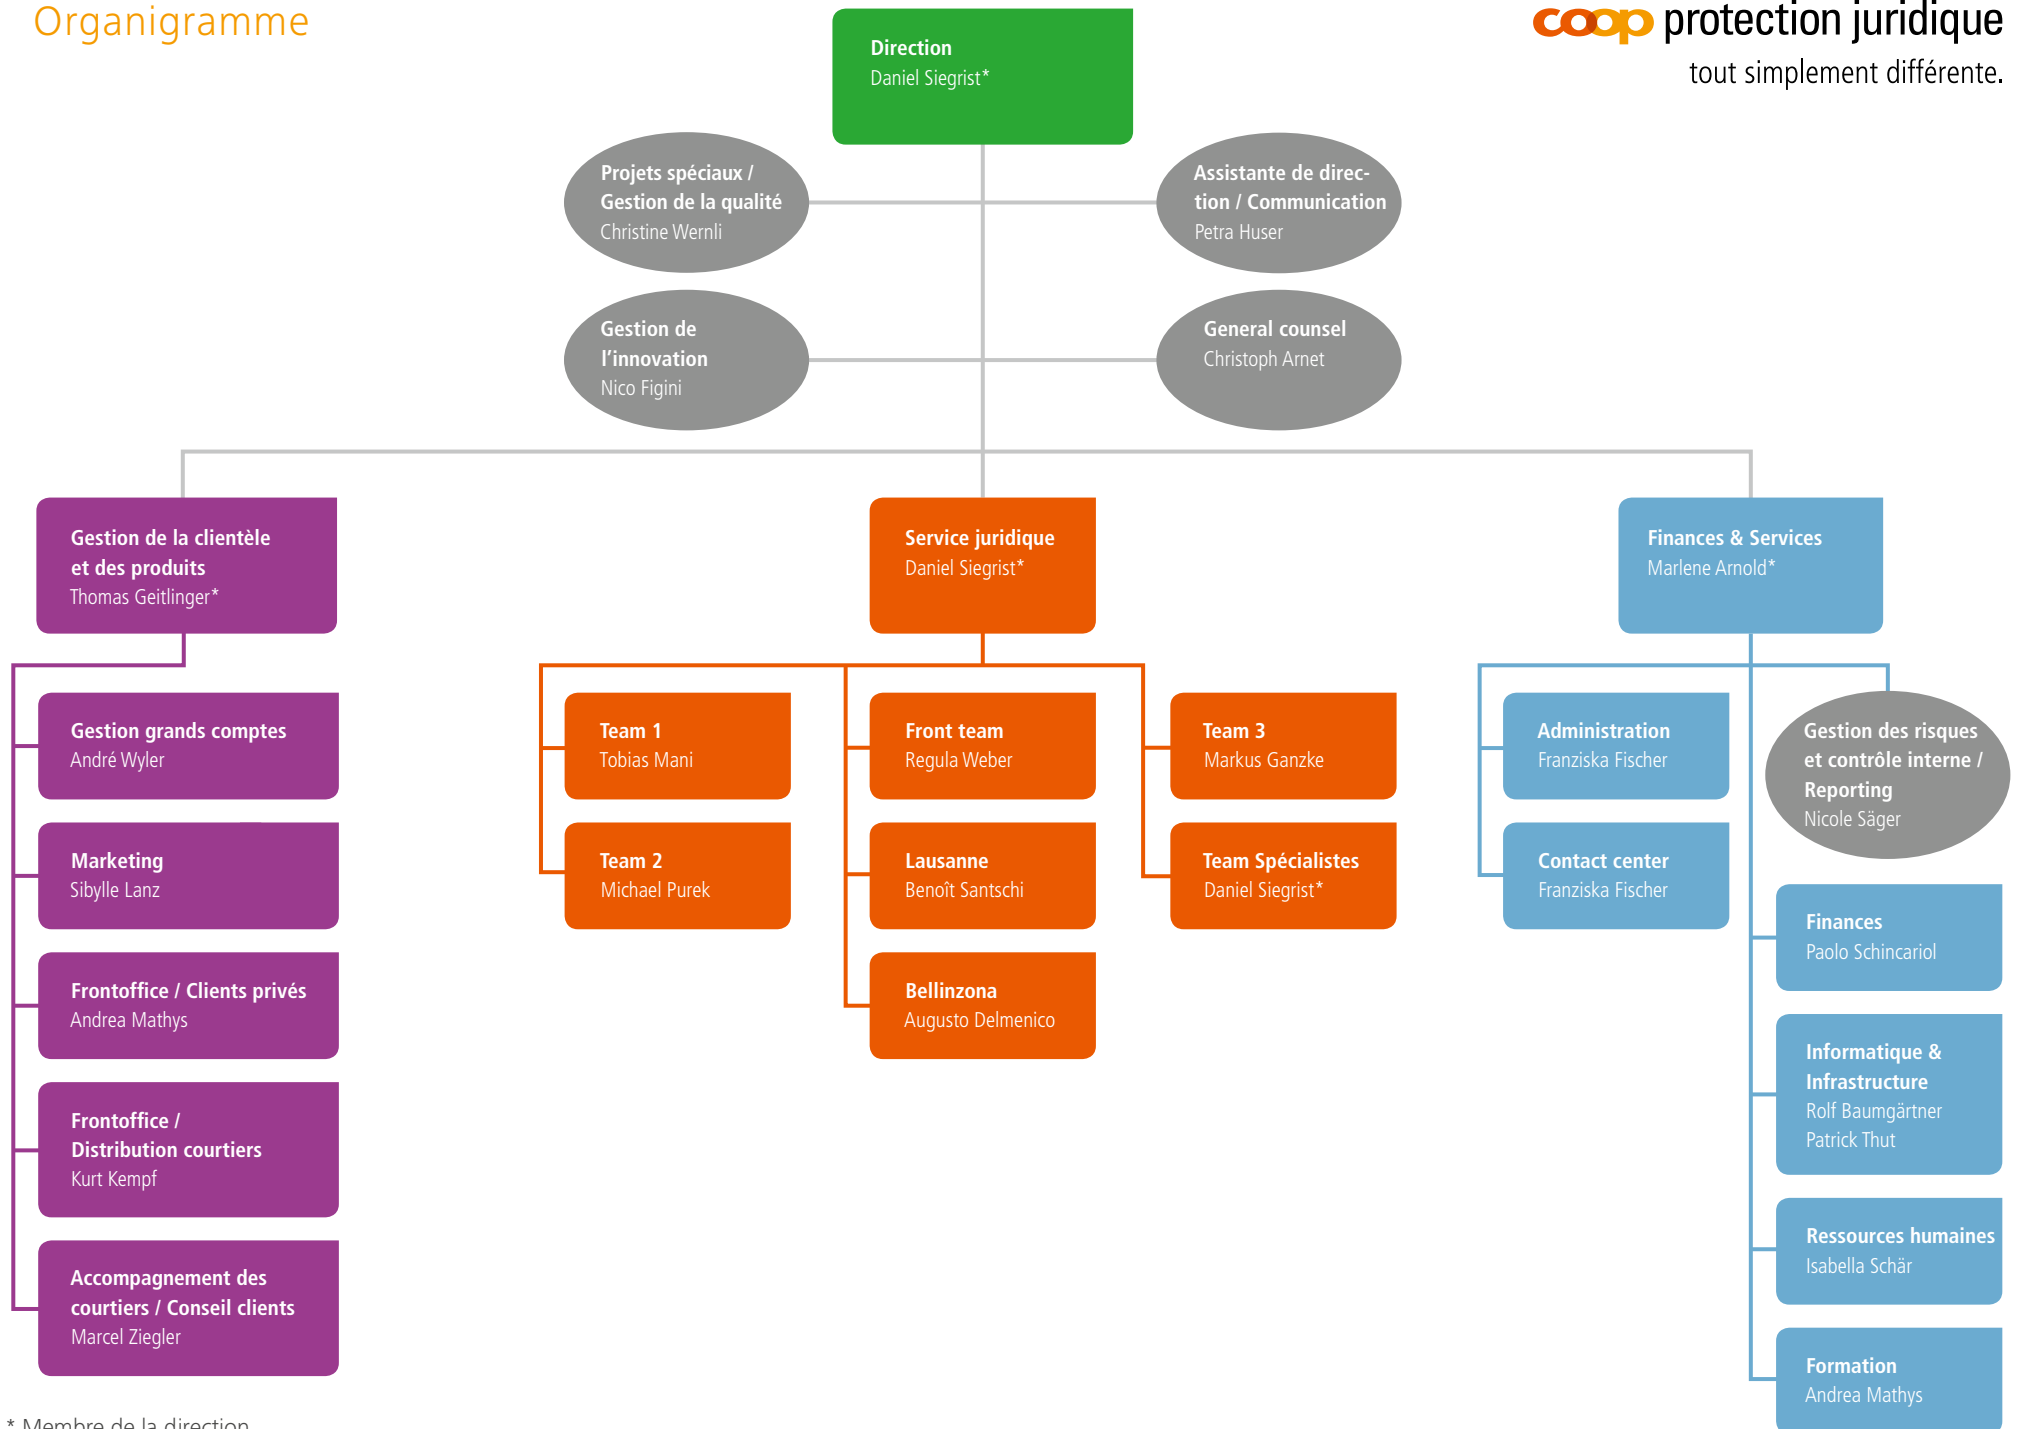 Organigramme
coop protection juridique
tout simplement différente.
Direction
Daniel Siegrist*
Projets spéciaux /
Gestion de la qualité
Christine Wernli
Assistante de direc-
tion / Communication
Petra Huser
Gestion de
l’innovation
Nico Figini
General counsel
Christoph Arnet
Gestion de la clientèle
et des produits
Thomas Geitlinger*
Gestion grands comptes
André Wyler
Marketing
Sibylle Lanz
Frontoffice / Clients privés
Andrea Mathys
Frontoffice /
Distribution courtiers
Kurt Kempf
Accompagnement des
courtiers / Conseil clients
Marcel Ziegler
Service juridique
Daniel Siegrist*
Team 1
Tobias Mani
Team 2
Michael Purek
Front team
Regula Weber
Lausanne
Benoît Santschi
Bellinzona
Augusto Delmenico
Team 3
Markus Ganzke
Team Spécialistes
Daniel Siegrist*
Finances & Services
Marlene Arnold*
Administration
Franziska Fischer
Contact center
Franziska Fischer
Gestion des risques
et contrôle interne /
Reporting
Nicole Säger
Finances
Paolo Schincariol
Informatique &
Infrastructure
Rolf Baumgärtner
Patrick Thut
Ressources humaines
Isabella Schär
Formation
Andrea Mathys
* Membre de la direction